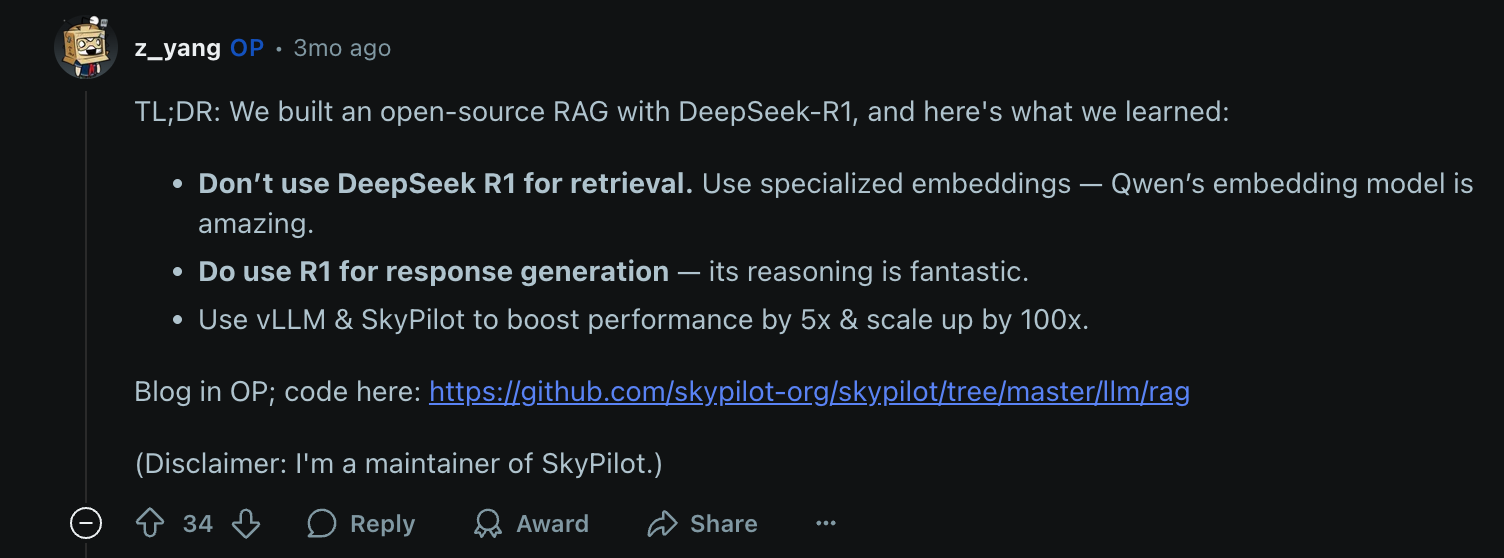 z_yang OP • 3mo ago
TL;DR: We built an open-source RAG with DeepSeek-R1, and here's what we learned:
• Don’t use DeepSeek R1 for retrieval. Use specialized embeddings — Qwen’s embedding model is
amazing.
• Do use R1 for response generation — its reasoning is fantastic.
• Use vLLM & SkyPilot to boost performance by 5x & scale up by 100x.
Blog in OP; code here: https://github.com/skypilot-org/skypilot/tree/master/llm/rag
(Disclaimer: I'm a maintainer of SkyPilot.)
34 Reply Award Share ...